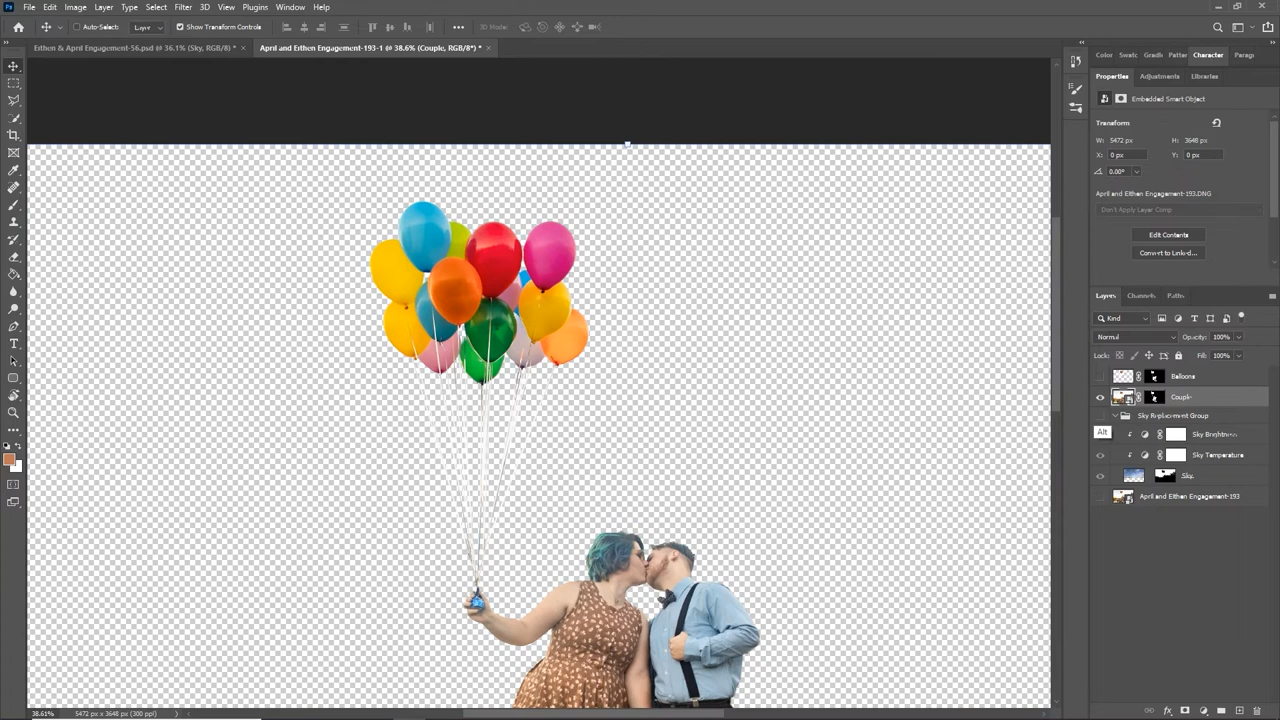 Ps File Edit Image Layer Type Select Filter 3D View Plugins Window Help
Auto-Select: Layer Show Transform Controls 3D Mode:
Eithen & April Engagement-56.psd @ 36.1% (Sky, RGB/8) * × April and Eithen Engagement-193-1 @ 38.6% (Couple, RGB/8*) * ×
Color Swatc Gradi Patter Character Parag
Properties Adjustments Libraries
Embedded Smart Object
Transform
W: 5472 px H: 3648 px
X: 0 px Y: 0 px
0.00°
April and Eithen Engagement-193.DNG
Don't Apply Layer Comp
Edit Contents
Convert to Linked...
Layers Channels Paths
Kind
Normal Opacity: 100%
Lock: Fill: 100%
Balloons
Couple
Sky Replacement Group
Alt
Sky Brightness
Sky Temperature
Sky
April and Eithen Engagement-193
38.61% 5472 px x 3648 px (300 ppi)